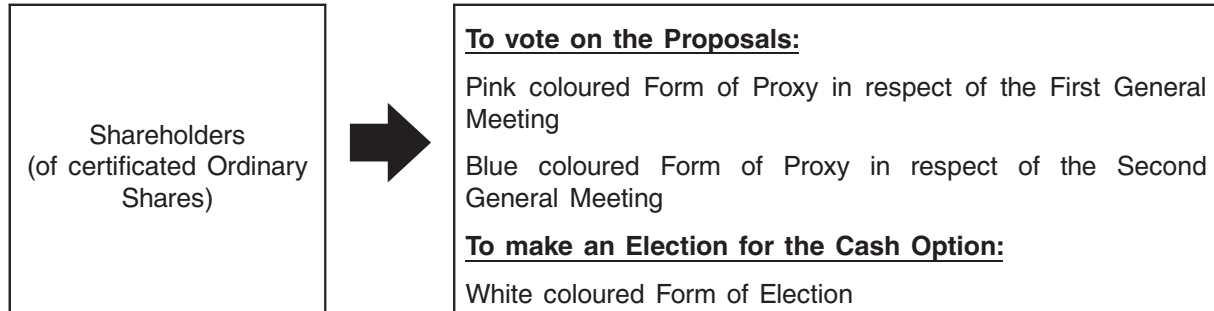 Shareholders
(of certificated Ordinary
Shares)
To vote on the Proposals:
Pink coloured Form of Proxy in respect of the First General
Meeting
Blue coloured Form of Proxy in respect of the Second
General Meeting
To make an Election for the Cash Option:
White coloured Form of Election